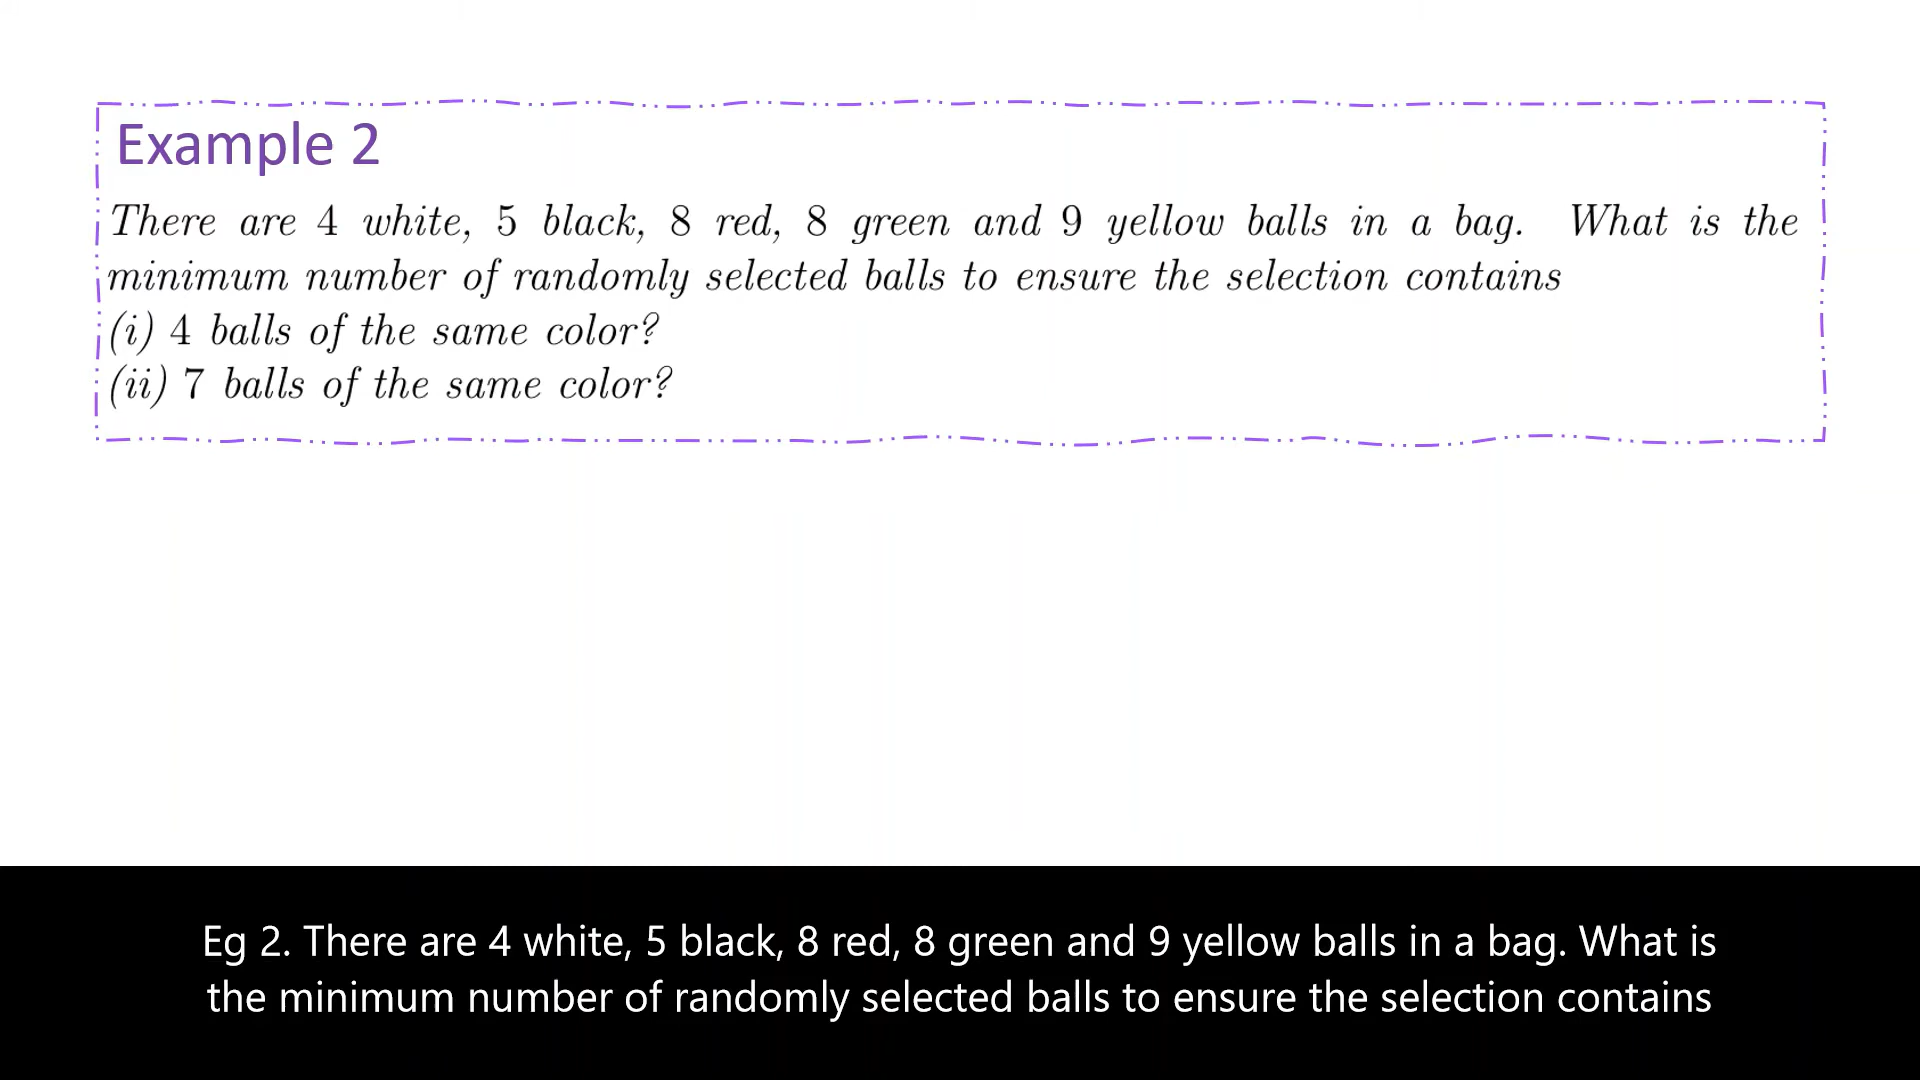 Example 2
There are 4 white, 5 black, 8 red, 8 green and 9 yellow balls in a bag. What is the
minimum number of randomly selected balls to ensure the selection contains
(i) 4 balls of the same color?
(ii) 7 balls of the same color?
Eg 2. There are 4 white, 5 black, 8 red, 8 green and 9 yellow balls in a bag. What is
the minimum number of randomly selected balls to ensure the selection contains